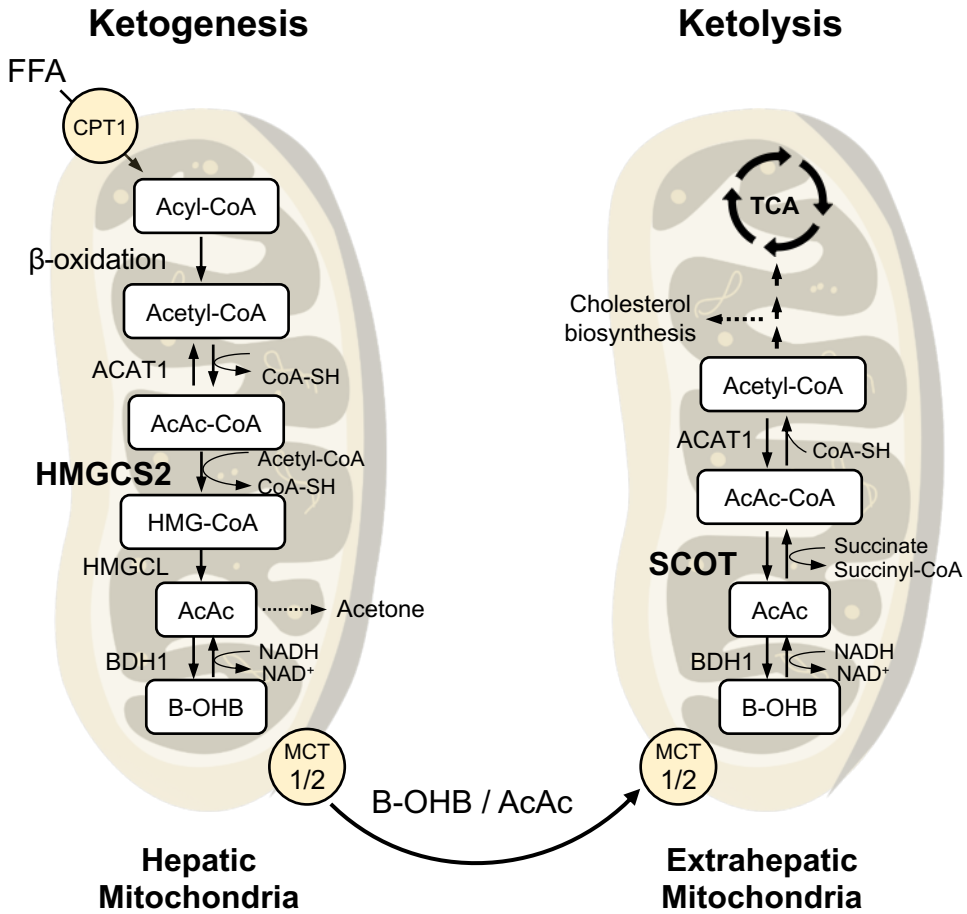 Ketogenesis
FFA
CPT1
Acyl-CoA
β-oxidation
Acetyl-CoA
ACAT1
CoA-SH
AcAc-CoA
HMGCS2
Acetyl-CoA
CoA-SH
HMG-CoA
HMGCL
AcAc
Acetone
BDH1
NADH
NAD⁺
B-OHB
MCT
1/2
B-OHB / AcAc
Hepatic
Mitochondria
Ketolysis
TCA
Cholesterol
biosynthesis
Acetyl-CoA
ACAT1
CoA-SH
AcAc-CoA
SCOT
Succinate
Succinyl-CoA
AcAc
BDH1
NADH
NAD⁺
B-OHB
MCT
1/2
Extrahepatic
Mitochondria